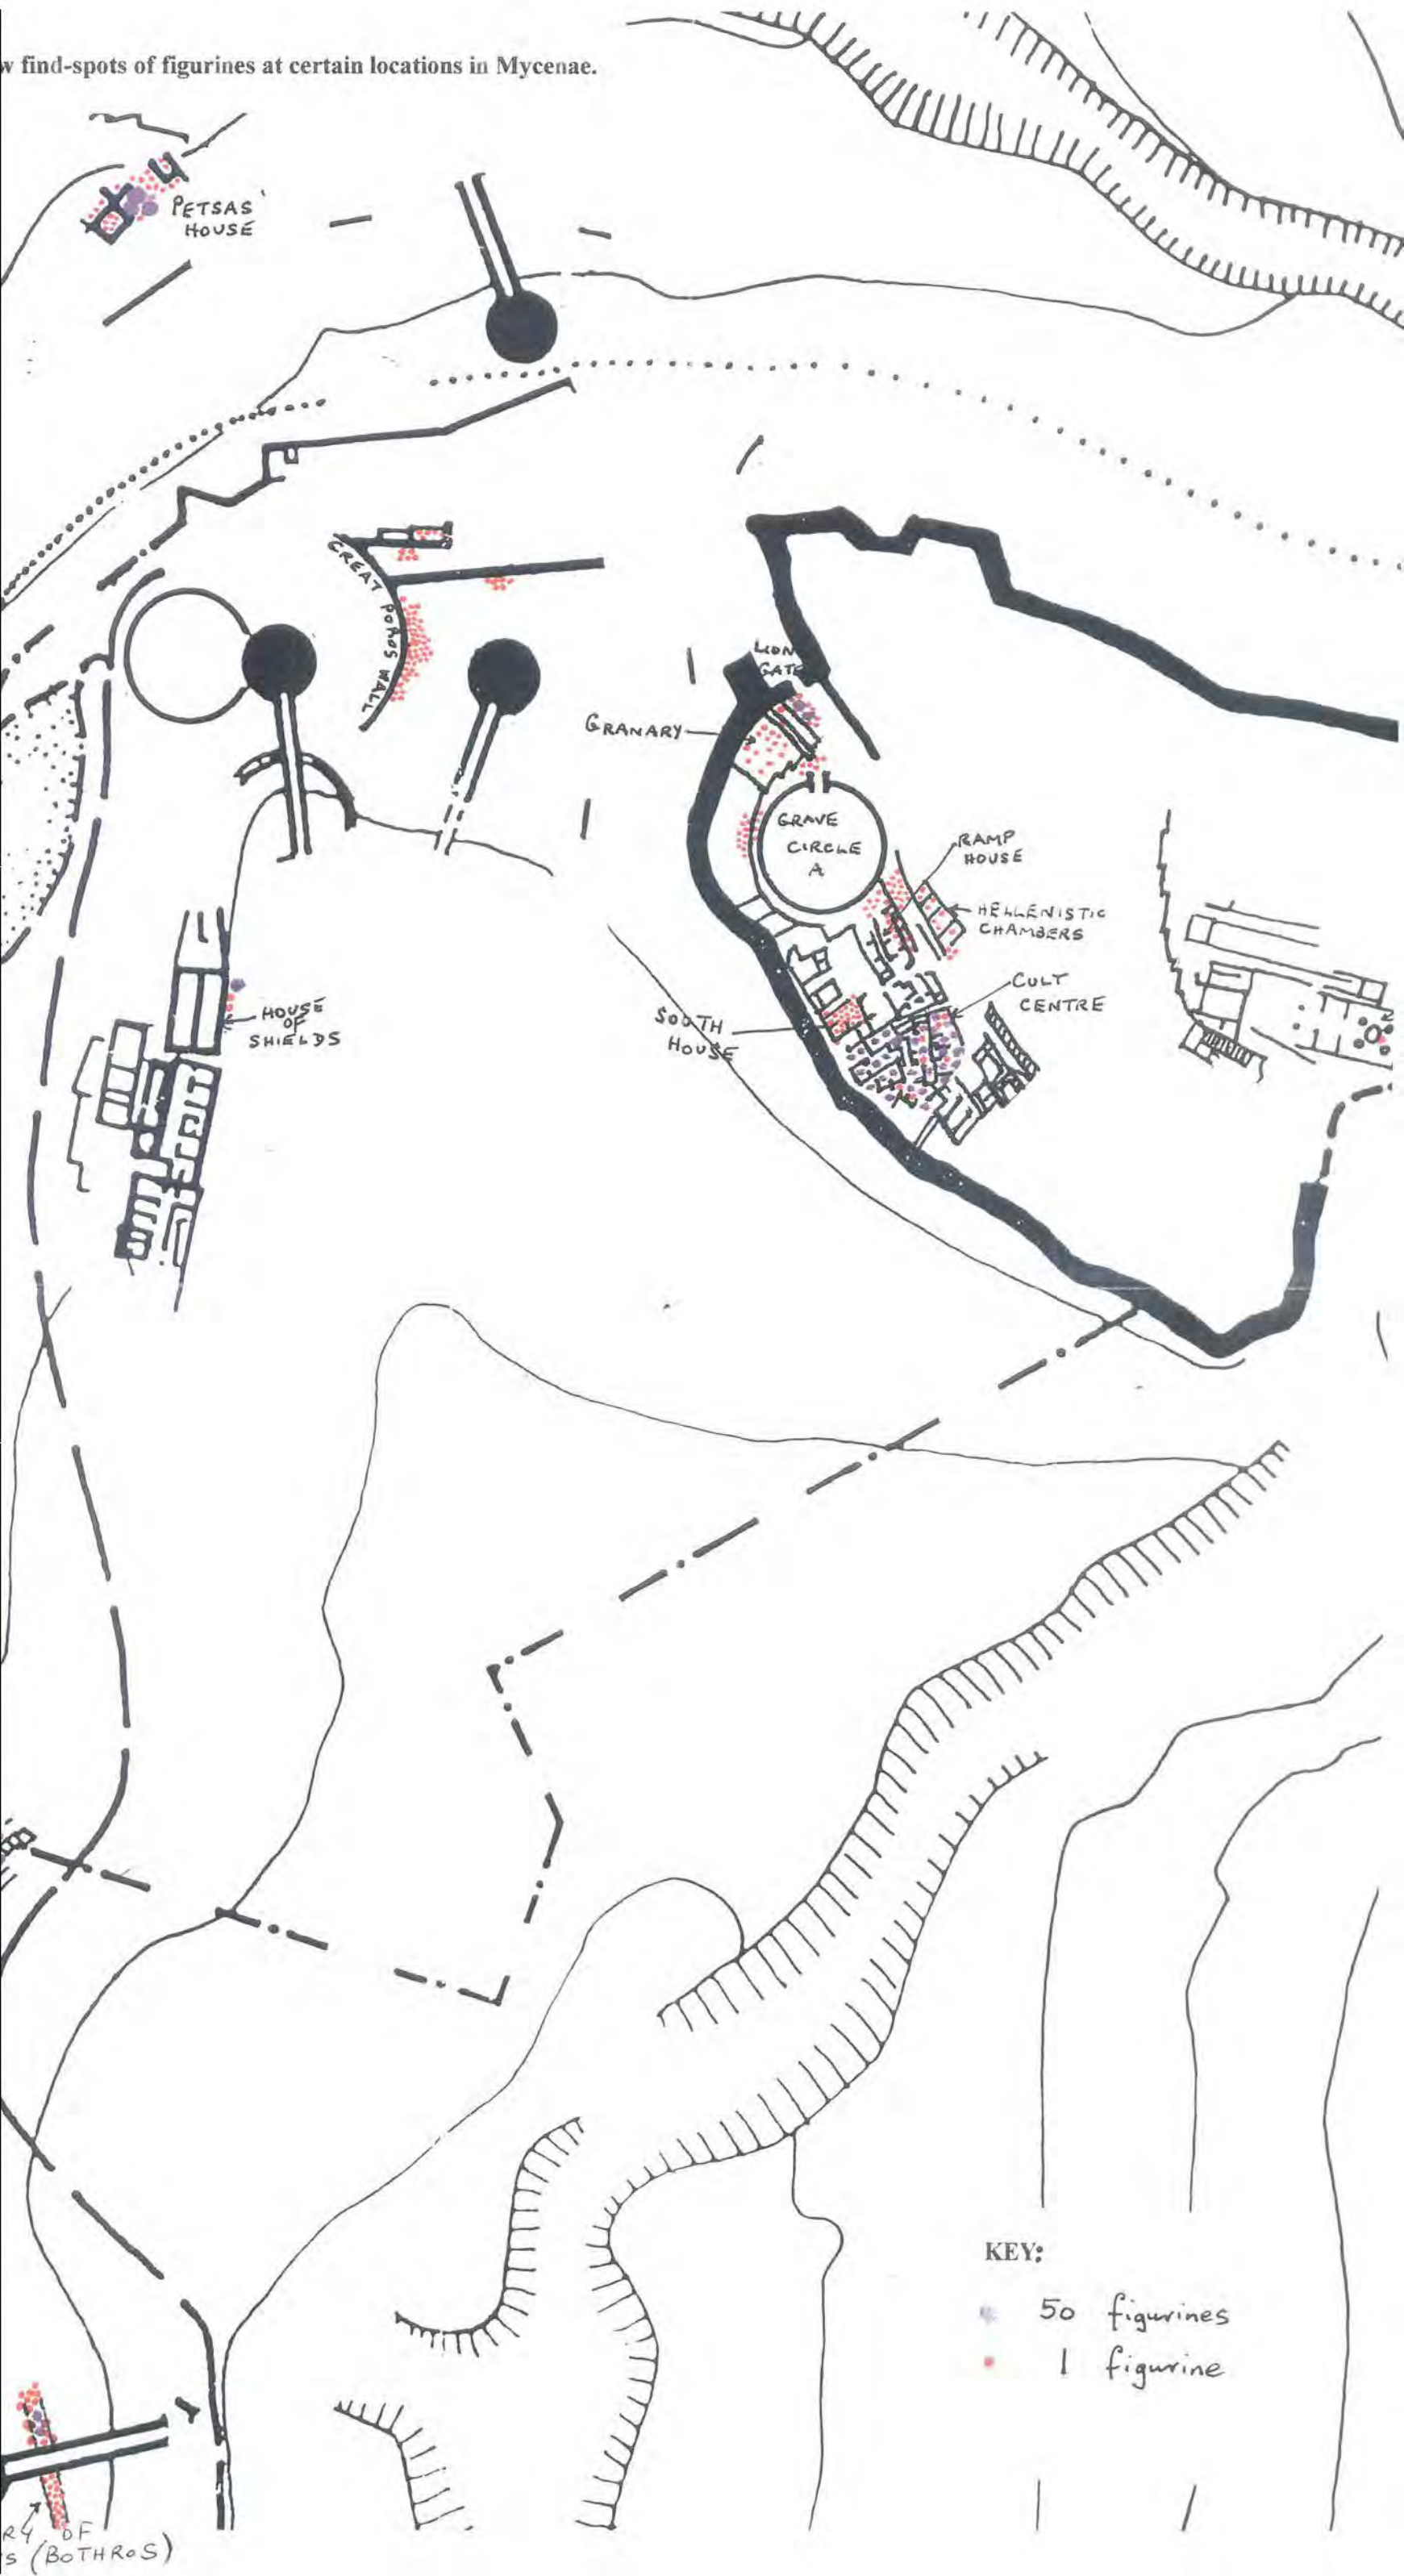 find-spots of figurines at certain locations in Mycenae.
PETSAS'
HOUSE
GREAT POROS WALL
LION
GATE
GRANARY
GRAVE
CIRCLE
A
RAMP
HOUSE
HELLENISTIC
CHAMBERS
CULT
CENTRE
SOUTH
HOUSE
HOUSE
OF
SHIELDS
KEY:
50 figurines
1 figurine
OF
(BOTHROS)